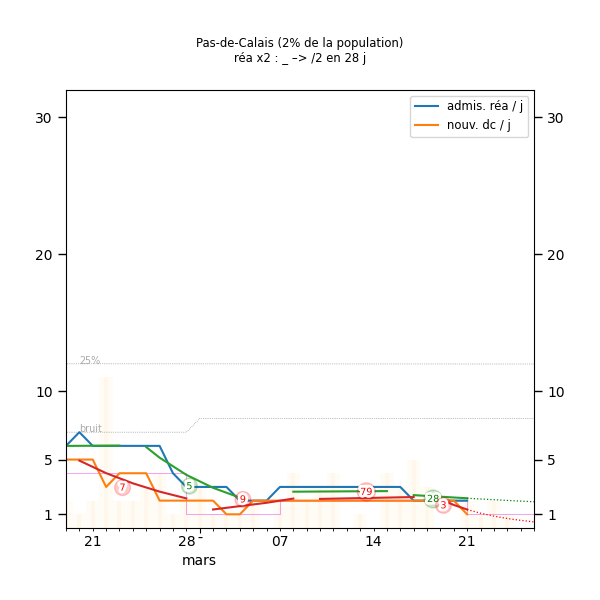 Pas-de-Calais (2% de la population)
réa x2 : _ –> /2 en 28 j
admis. réa / j
nouv. dc / j
30 30
20 20
25%
10 10
bruit
5 5
7 5 9 79 28 3
1 1
21 28 07 14 21
mars